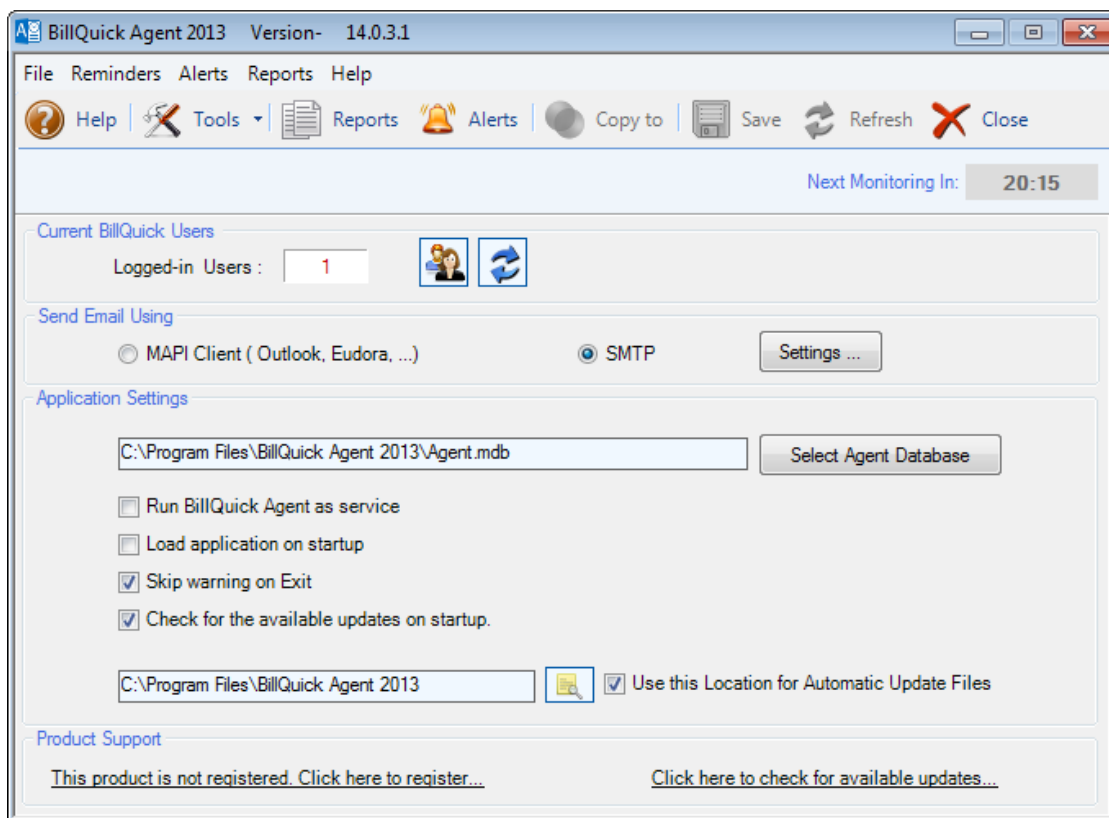 BillQuick Agent 2013 Version- 14.0.3.1
File Reminders Alerts Reports Help
Help Tools Reports Alerts Copy to Save Refresh Close
Next Monitoring In: 20:15
Current BillQuick Users
Logged-in Users : 1
Send Email Using
MAPI Client ( Outlook, Eudora, ...) SMTP Settings ...
Application Settings
C:\Program Files\BillQuick Agent 2013\Agent.mdb Select Agent Database
Run BillQuick Agent as service
Load application on startup
Skip warning on Exit
Check for the available updates on startup.
C:\Program Files\BillQuick Agent 2013 Use this Location for Automatic Update Files
Product Support
This product is not registered. Click here to register... Click here to check for available updates...